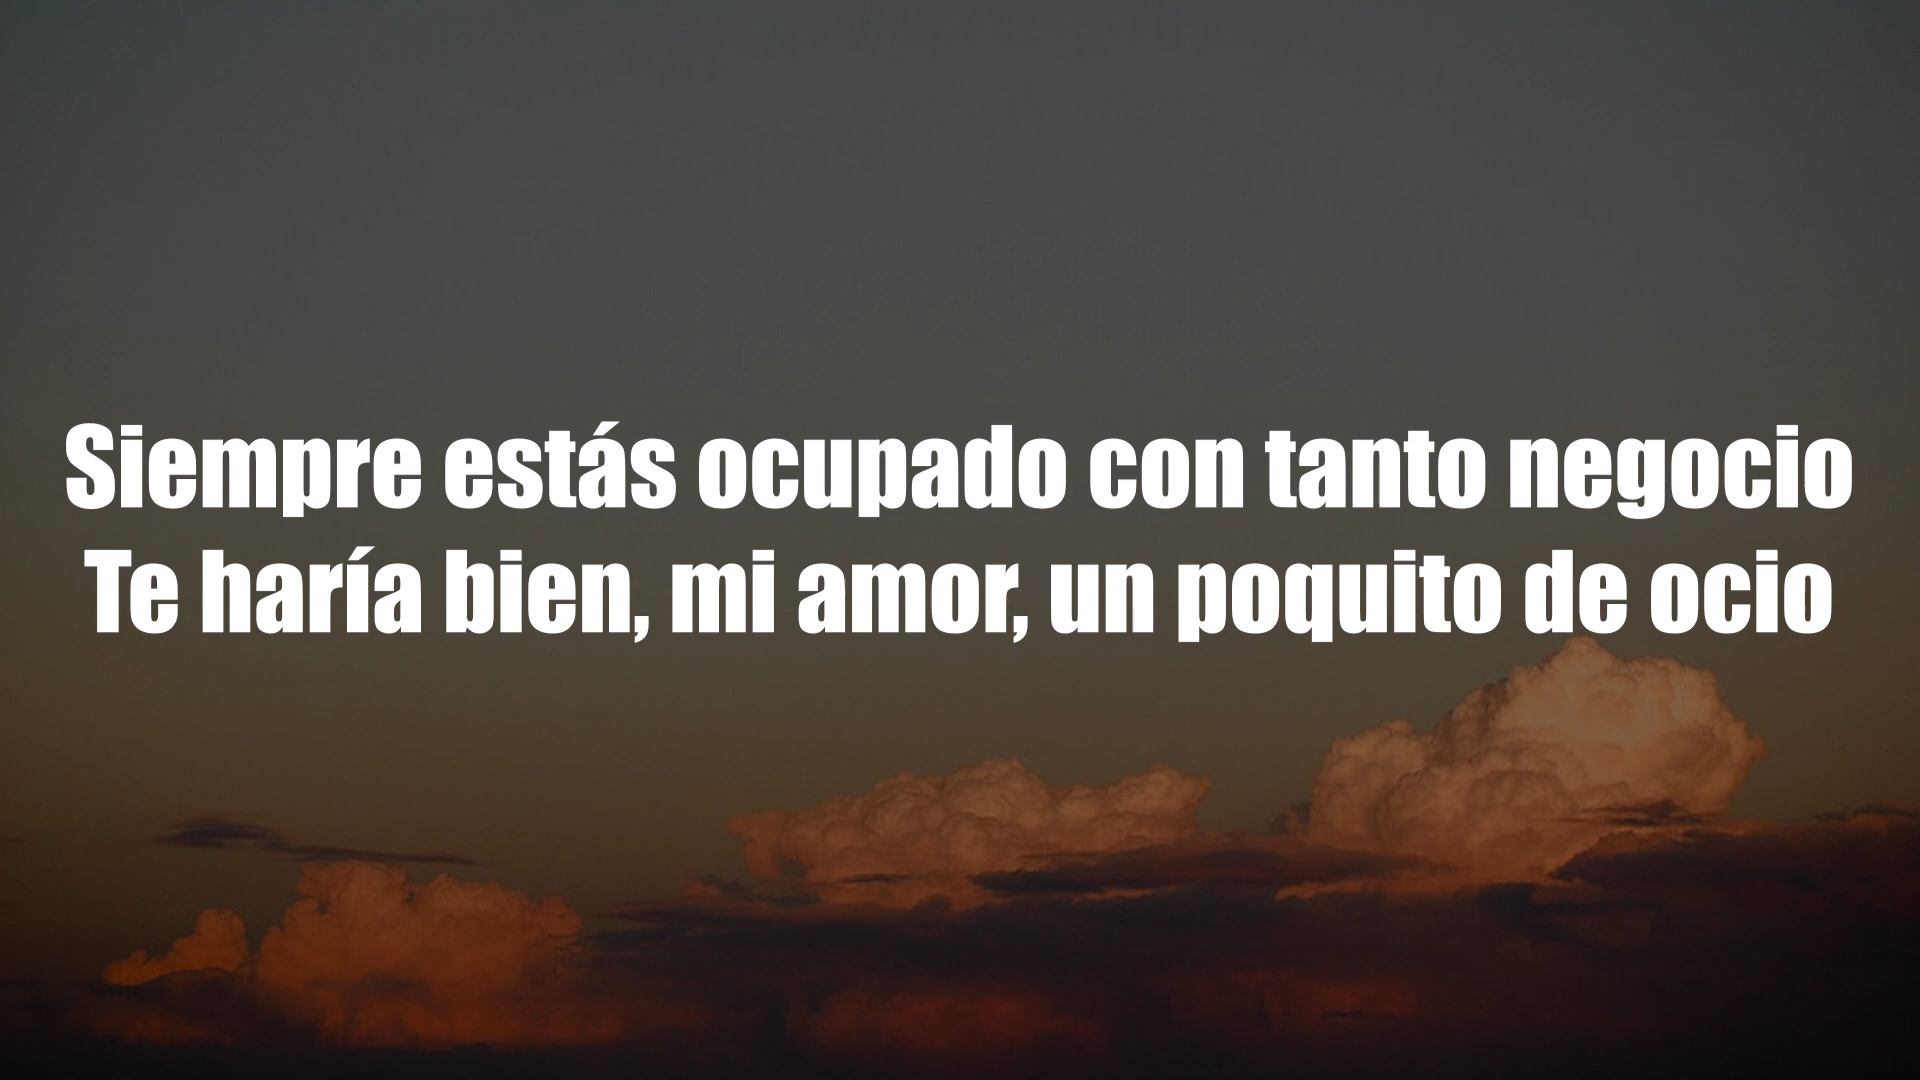 Siempre estás ocupado con tanto negocio
Te haría bien, mi amor, un poquito de ocio